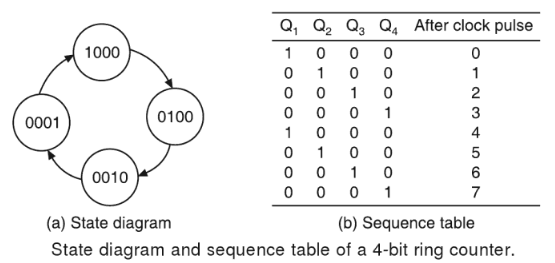 1000
0100
0010
0001
(a) State diagram
Q1 Q2 Q3 Q4 After clock pulse
1 0 0 0 0
0 1 0 0 1
0 0 1 0 2
0 0 0 1 3
1 0 0 0 4
0 1 0 0 5
0 0 1 0 6
0 0 0 1 7
(b) Sequence table
State diagram and sequence table of a 4-bit ring counter.